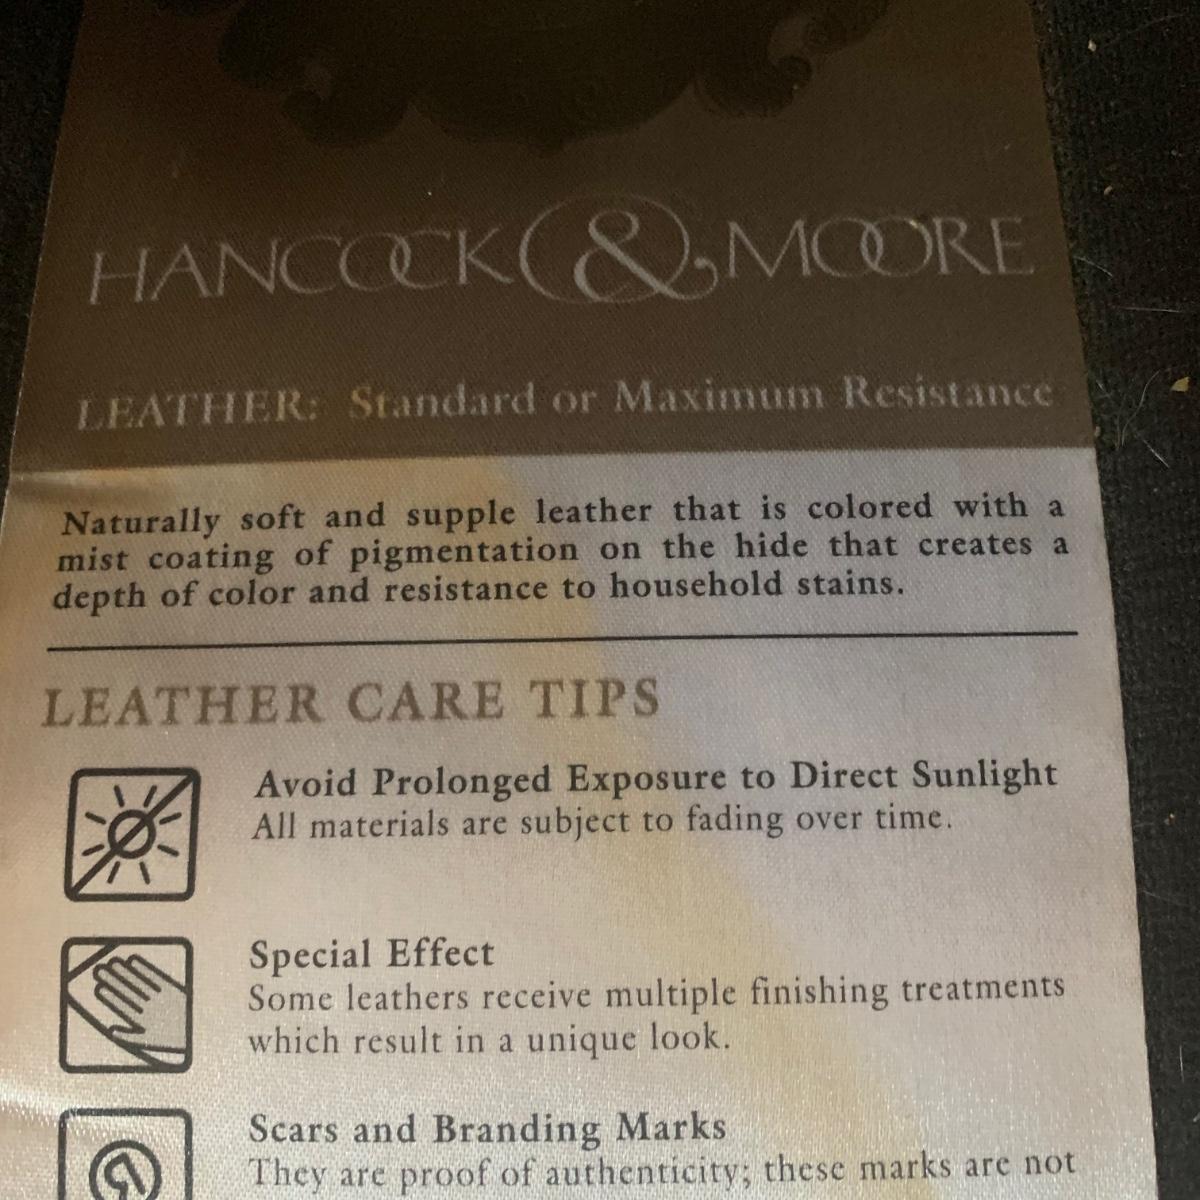 HANCOCK & MOORE
LEATHER: Standard or Maximum Resistance
Naturally soft and supple leather that is colored with a
mist coating of pigmentation on the hide that creates a
depth of color and resistance to household stains.
LEATHER CARE TIPS
Avoid Prolonged Exposure to Direct Sunlight
All materials are subject to fading over time.
Special Effect
Some leathers receive multiple finishing treatments
which result in a unique look.
Scars and Branding Marks
They are proof of authenticity; these marks are not